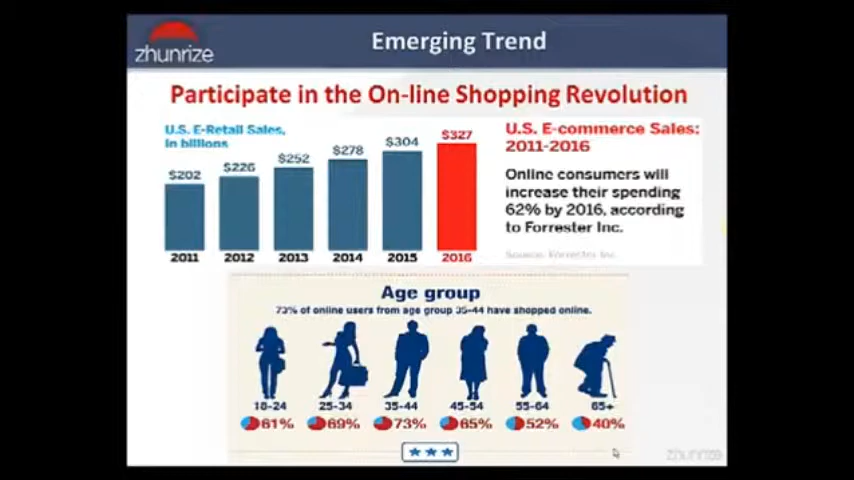 zhunrize
Emerging Trend
Participate in the On-line Shopping Revolution
U.S. E-Retail Sales,
in billions
$202
$226
$252
$278
$304
$327
2011
2012
2013
2014
2015
2016
U.S. E-commerce Sales:
2011-2016
Online consumers will
increase their spending
62% by 2016, according
to Forrester Inc.
Source: Forrester Inc.
Age group
73% of online users from age group 35-44 have shopped online.
18-24
25-34
35-44
45-54
55-64
65+
61%
69%
73%
65%
52%
40%
zhunrize